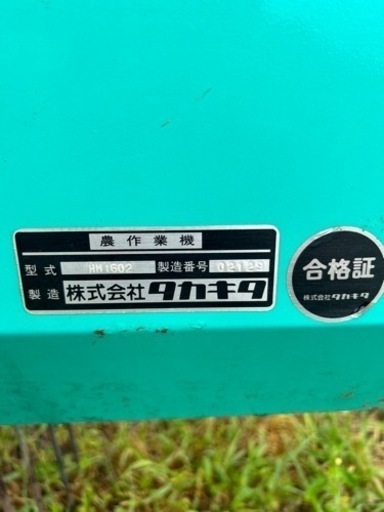 農作業機
型式 HM1602 製造番号 02129
製造 株式会社タカキタ
合格証
株式会社タカキタ